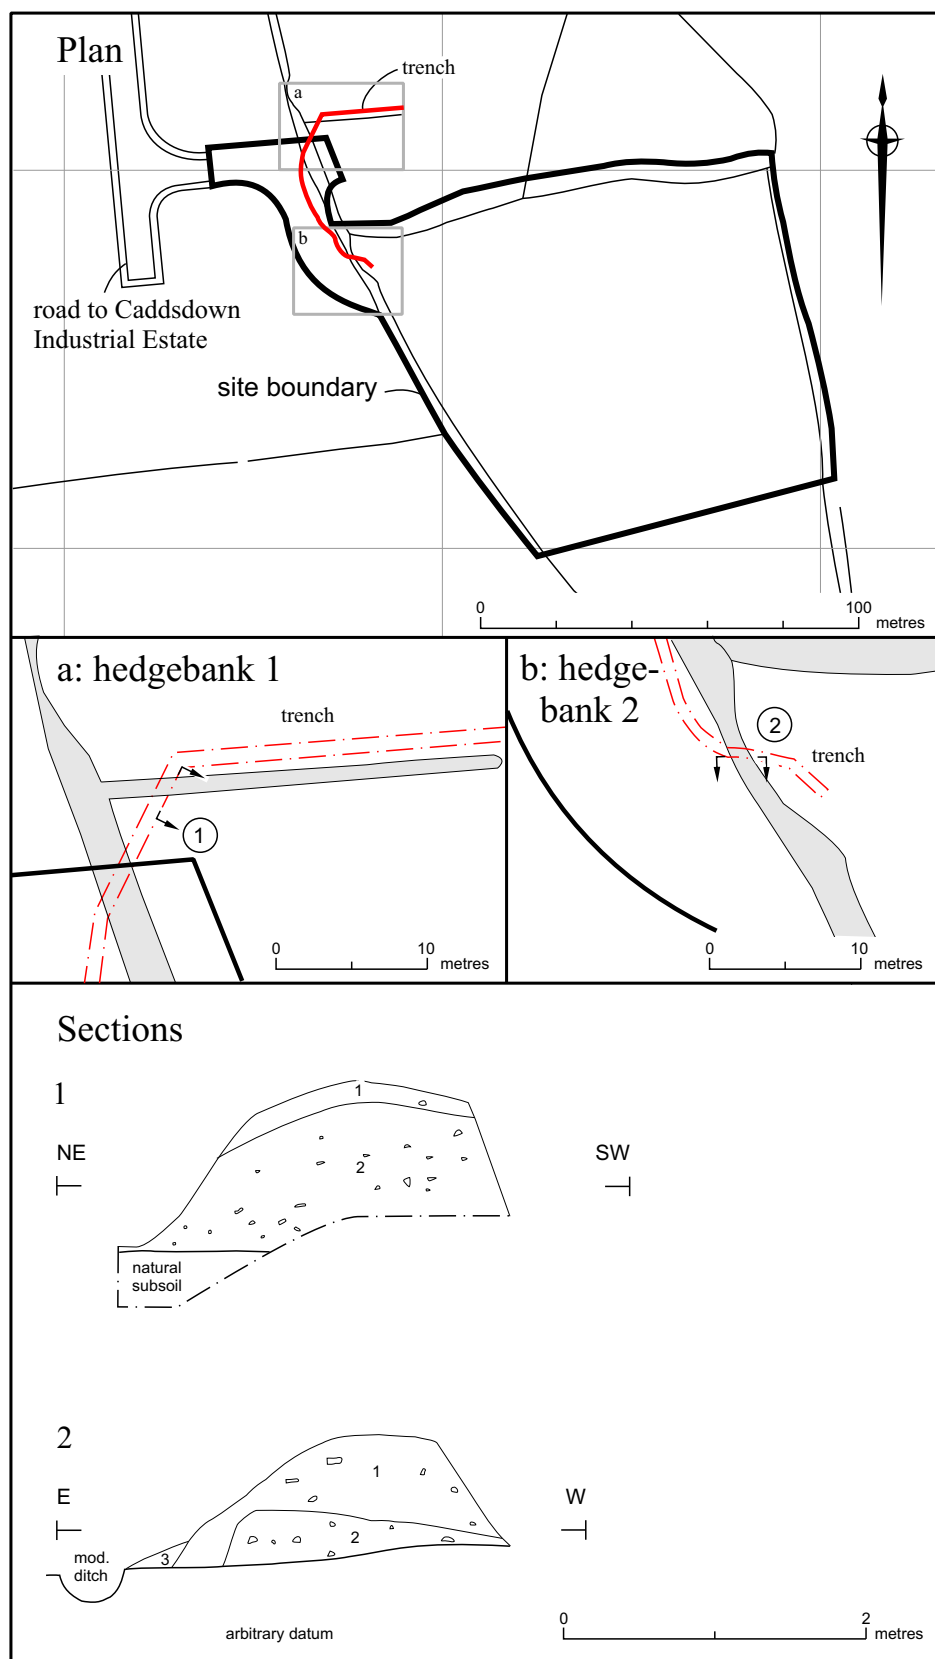 Plan
trench
a
b
road to Caddsdown
Industrial Estate
site boundary
0 100
metres
a: hedgebank 1
trench
1
0 10
metres
b: hedge-
bank 2
2
trench
0 10
metres
Sections
1
NE SW
1
2
natural
subsoil
2
E W
1
2
3
mod.
ditch
arbitrary datum
0 2
metres